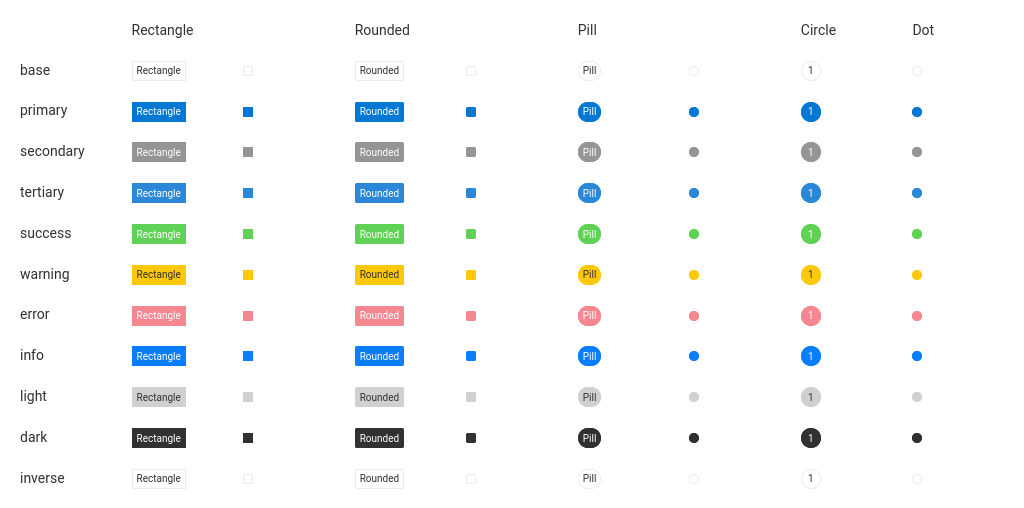 Rectangle Rounded Pill Circle Dot
base Rectangle Rounded Pill 1
primary Rectangle Rounded Pill 1
secondary Rectangle Rounded Pill 1
tertiary Rectangle Rounded Pill 1
success Rectangle Rounded Pill 1
warning Rectangle Rounded Pill 1
error Rectangle Rounded Pill 1
info Rectangle Rounded Pill 1
light Rectangle Rounded Pill 1
dark Rectangle Rounded Pill 1
inverse Rectangle Rounded Pill 1